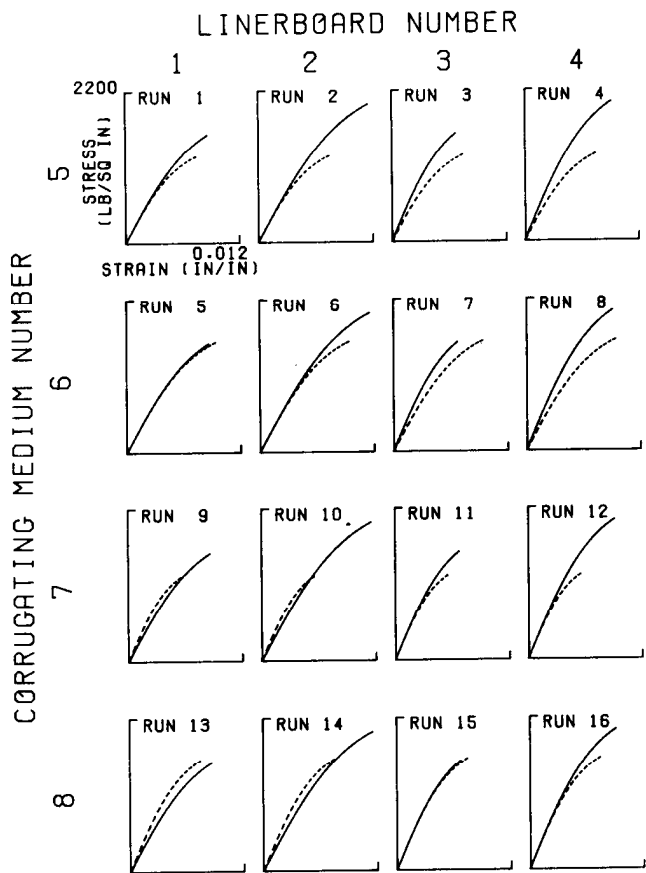 LINERBOARD NUMBER
1 2 3 4
2200
RUN 1 RUN 2 RUN 3 RUN 4
5
STRESS
(LB/SQ IN)
0.012
STRAIN (IN/IN)
CORRUGATING MEDIUM NUMBER
RUN 5 RUN 6 RUN 7 RUN 8
6
RUN 9 RUN 10 RUN 11 RUN 12
7
RUN 13 RUN 14 RUN 15 RUN 16
8